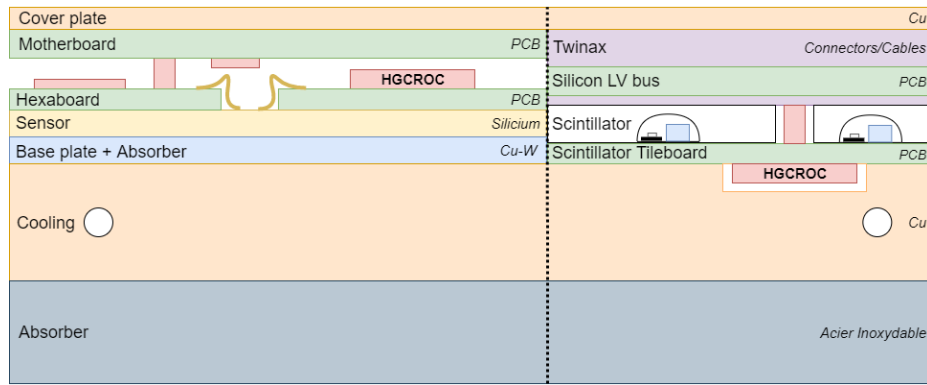 Cover plate Cu
Motherboard PCB Twinax Connectors/Cables
HGCROC Silicon LV bus PCB
Hexaboard PCB
Sensor Silicium Scintillator
Base plate + Absorber Cu-W Scintillator Tileboard PCB
HGCROC
Cooling Cu
Absorber Acier Inoxydable